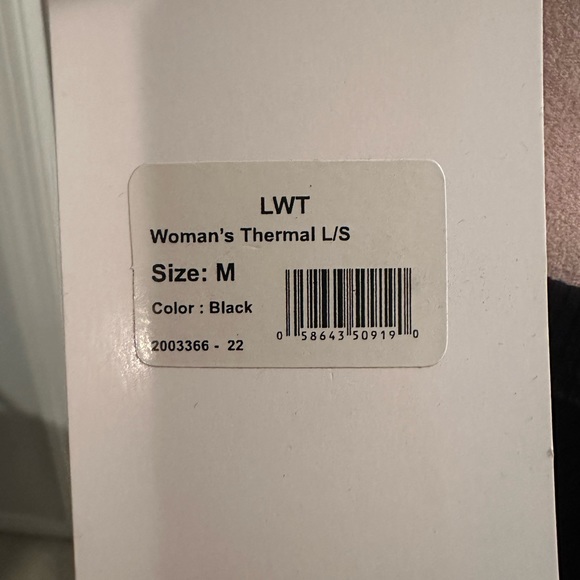 LWT
Woman's Thermal L/S
Size: M
Color : Black
2003366 - 22
0 58643 50919 0